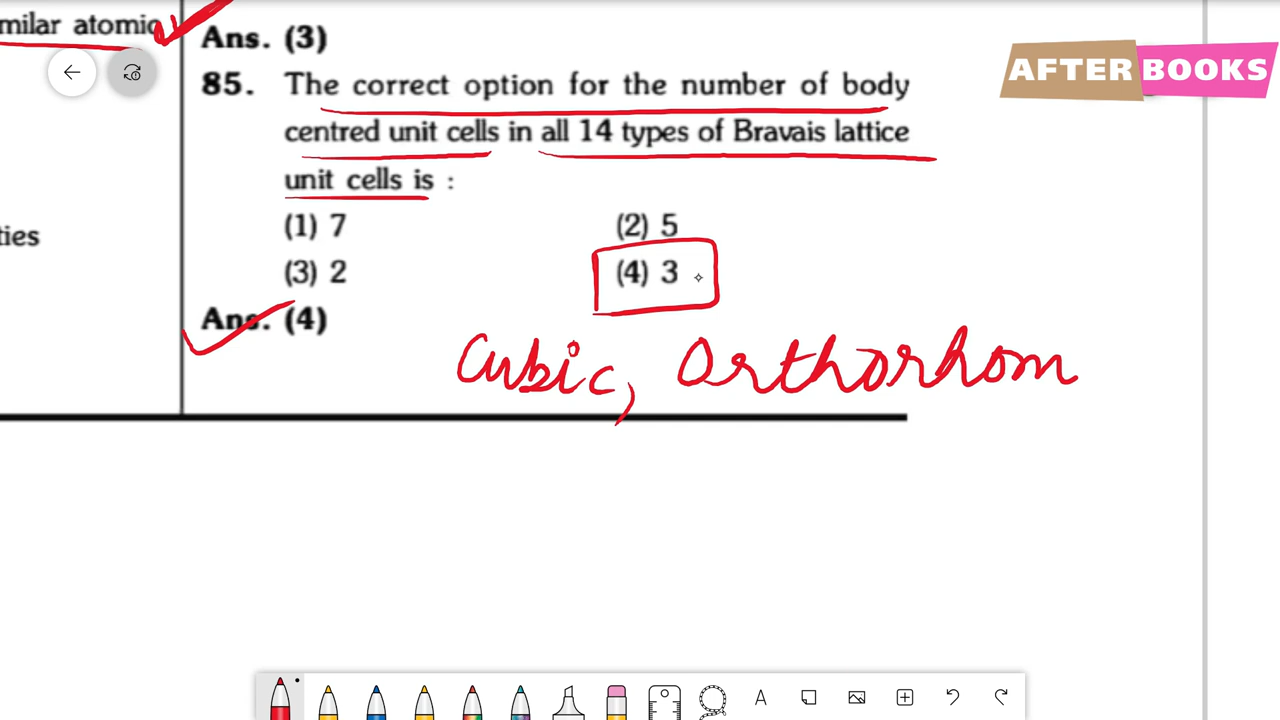 milar atomic
ties
Ans. (3)
85. The correct option for the number of body
centred unit cells in all 14 types of Bravais lattice
unit cells is :
(1) 7 (2) 5
(3) 2 (4) 3
Ans. (4)
Cubic, Orthorhom
AFTERBOOKS
A